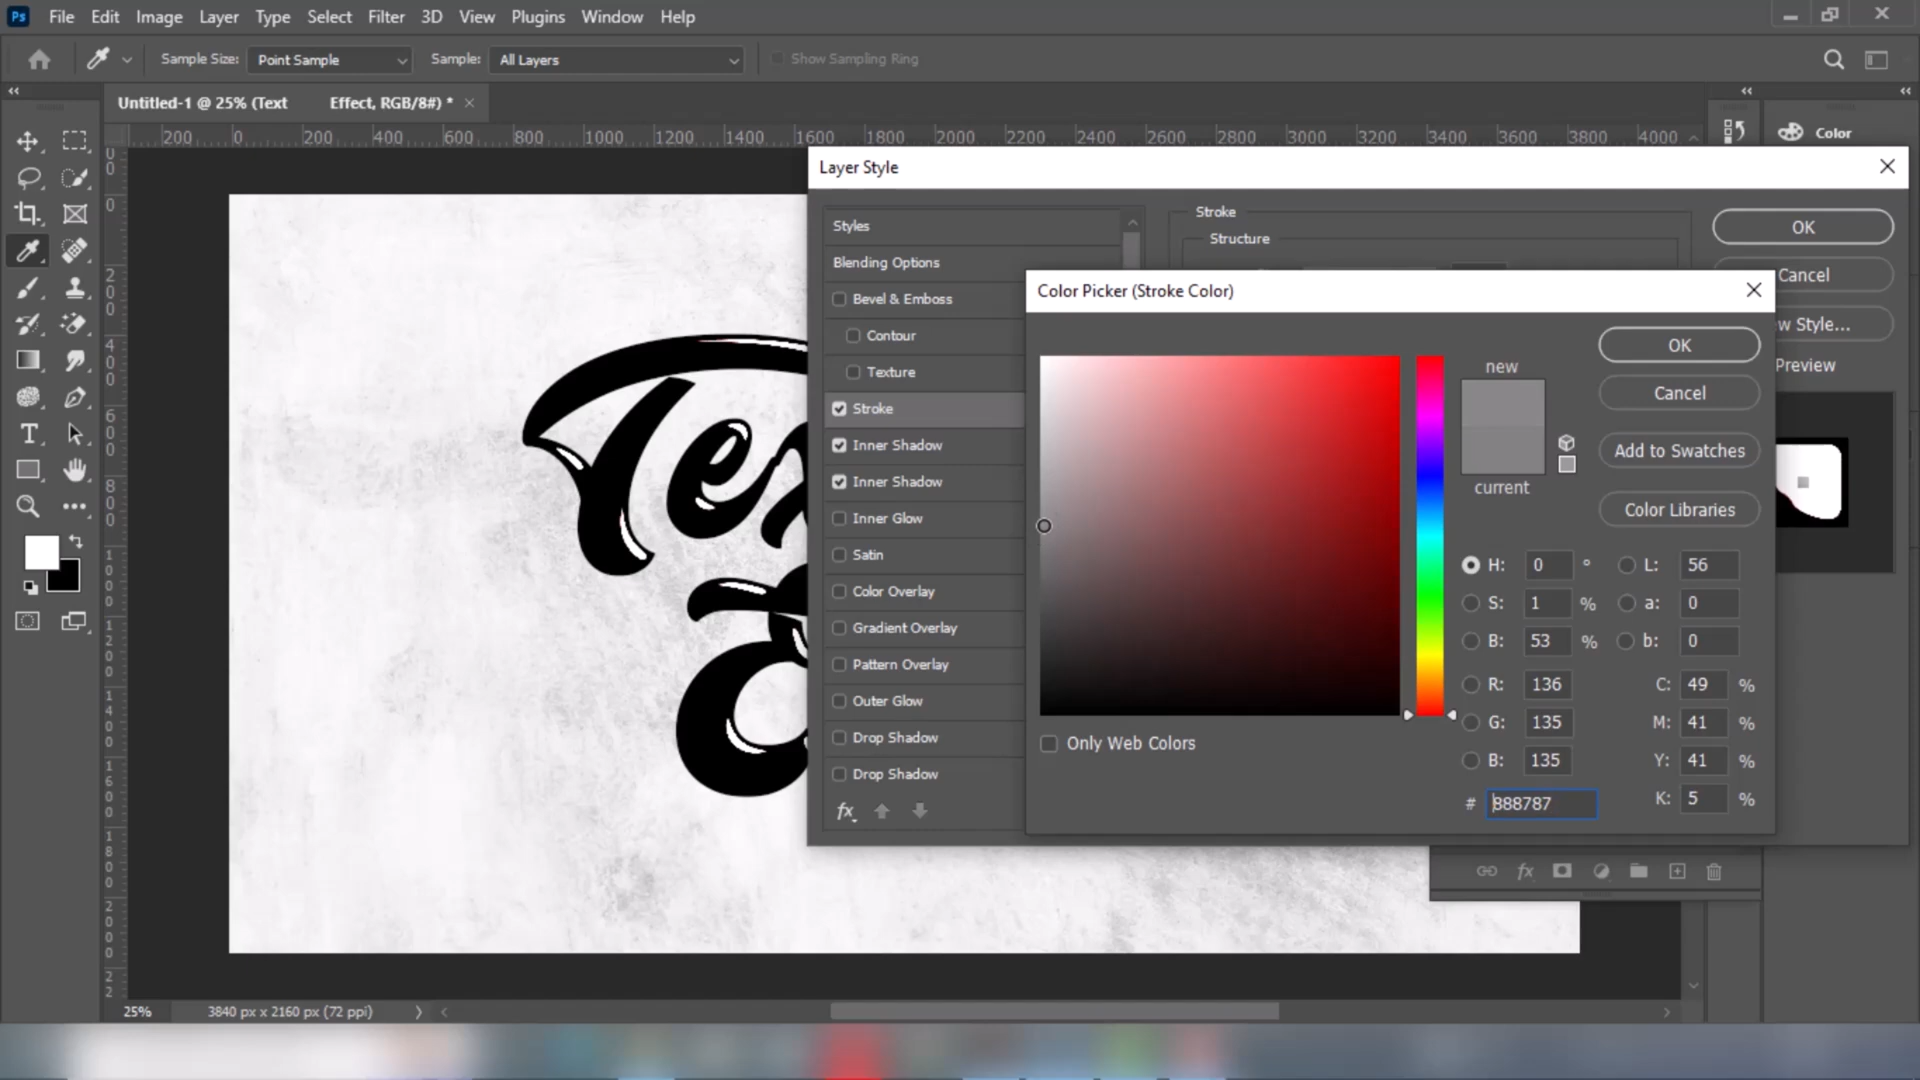 Ps File Edit Image Layer Type Select Filter 3D View Plugins Window Help
Sample Size: Point Sample Sample: All Layers Show Sampling Ring
Untitled-1 @ 25% (Text Effect, RGB/8#) * ×
200 0 200 400 600 800 1000 1200 1400 1600 1800 2000 2200 2400 2600 2800 3000 3200 3400 3600 3800 4000
Color
Layer Style
Styles
Blending Options
Bevel & Emboss
Contour
Texture
Stroke
Inner Shadow
Inner Shadow
Inner Glow
Satin
Color Overlay
Gradient Overlay
Pattern Overlay
Outer Glow
Drop Shadow
Drop Shadow
fx
Stroke
Structure
OK
Cancel
w Style...
Preview
Color Picker (Stroke Color)
new
current
OK
Cancel
Add to Swatches
Color Libraries
H: 0 °
S: 1 %
B: 53 %
R: 136
G: 135
B: 135
# 888787
L: 56
a: 0
b: 0
C: 49 %
M: 41 %
Y: 41 %
K: 5 %
Only Web Colors
fx
25% 3840 px x 2160 px (72 ppi)